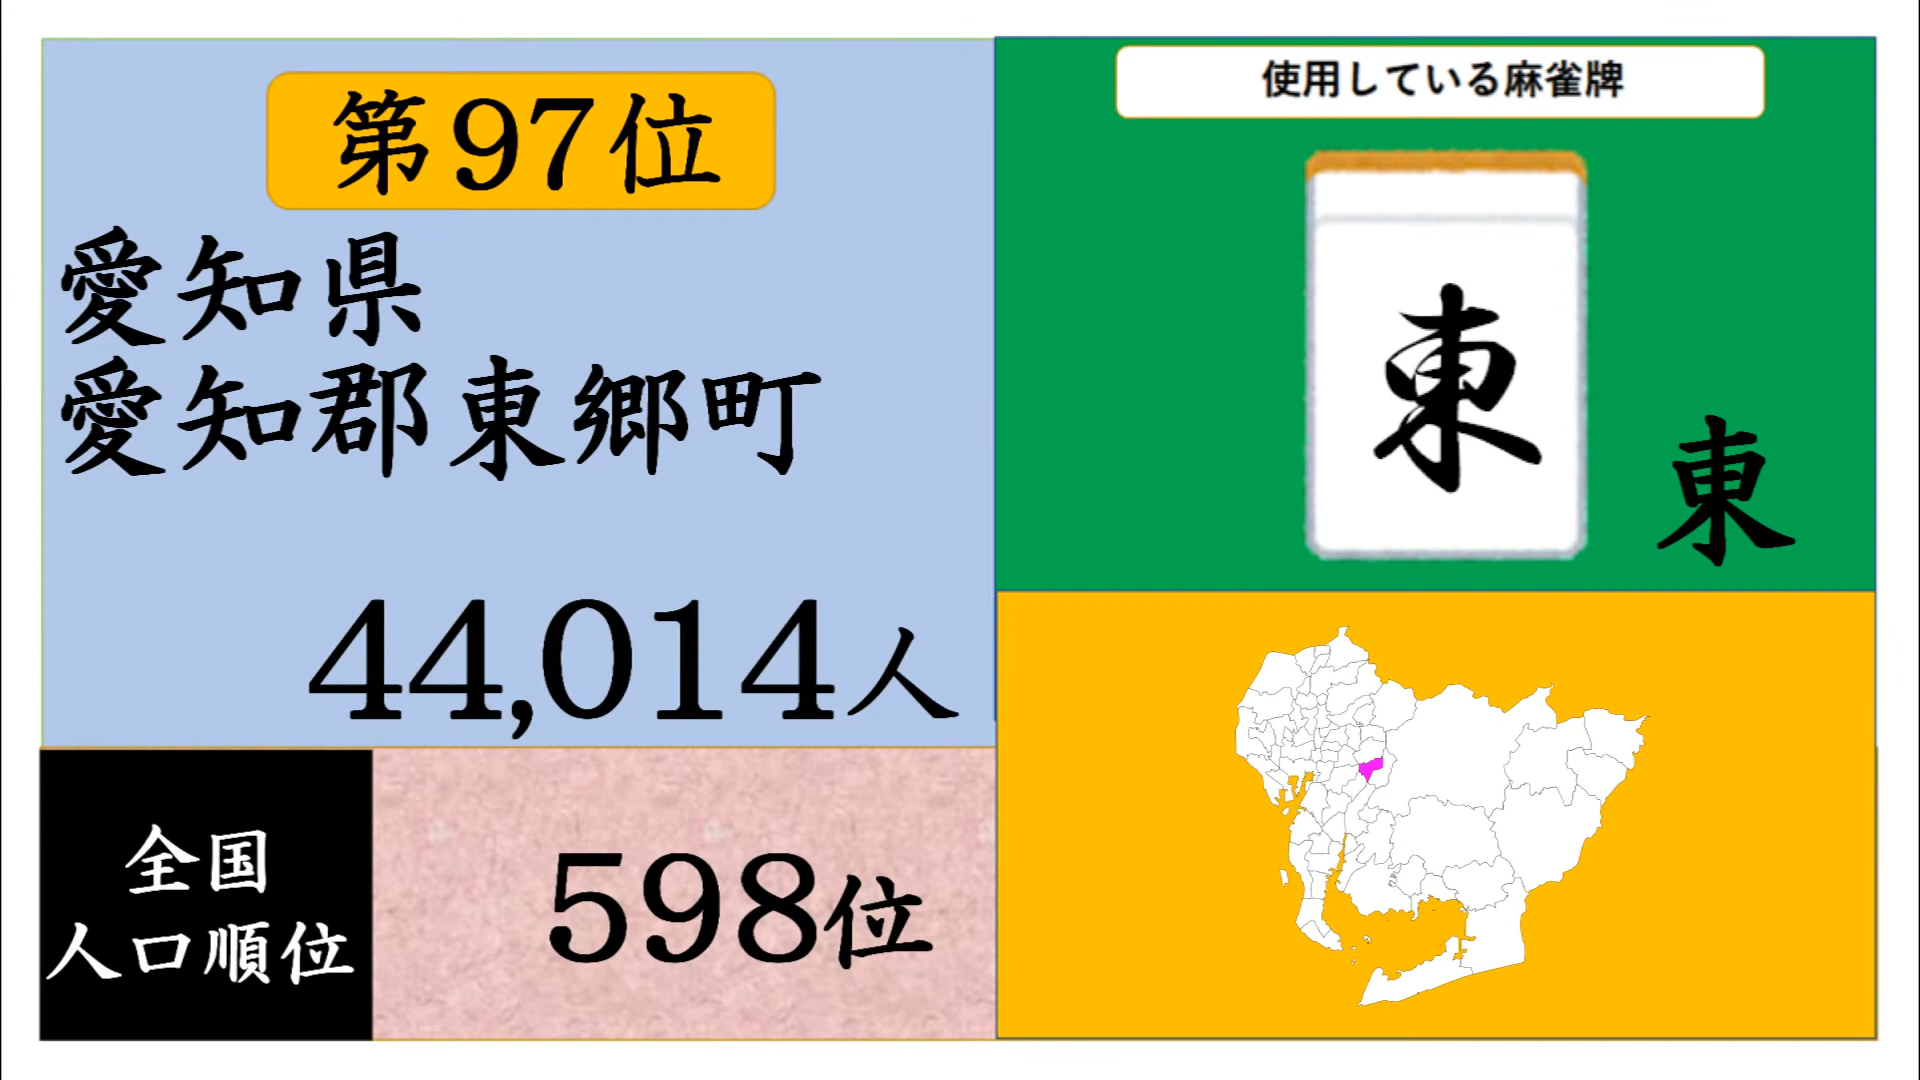 第97位
愛知県
愛知郡東郷町
44,014人
全国
人口順位
598位
使用している麻雀牌
東
東